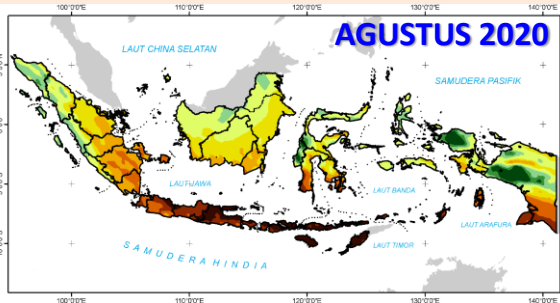 AGUSTUS 2020
100°0'0"E
110°0'0"E
120°0'0"E
130°0'0"E
140°0'0"E
LAUT CHINA SELATAN
SAMUDERA PASIFIK
LAUT JAWA
LAUT BANDA
LAUT ARAFURA
LAUT TIMOR
SAMUDERA HINDIA
100°0'0"E
110°0'0"E
120°0'0"E
130°0'0"E
140°0'0"E